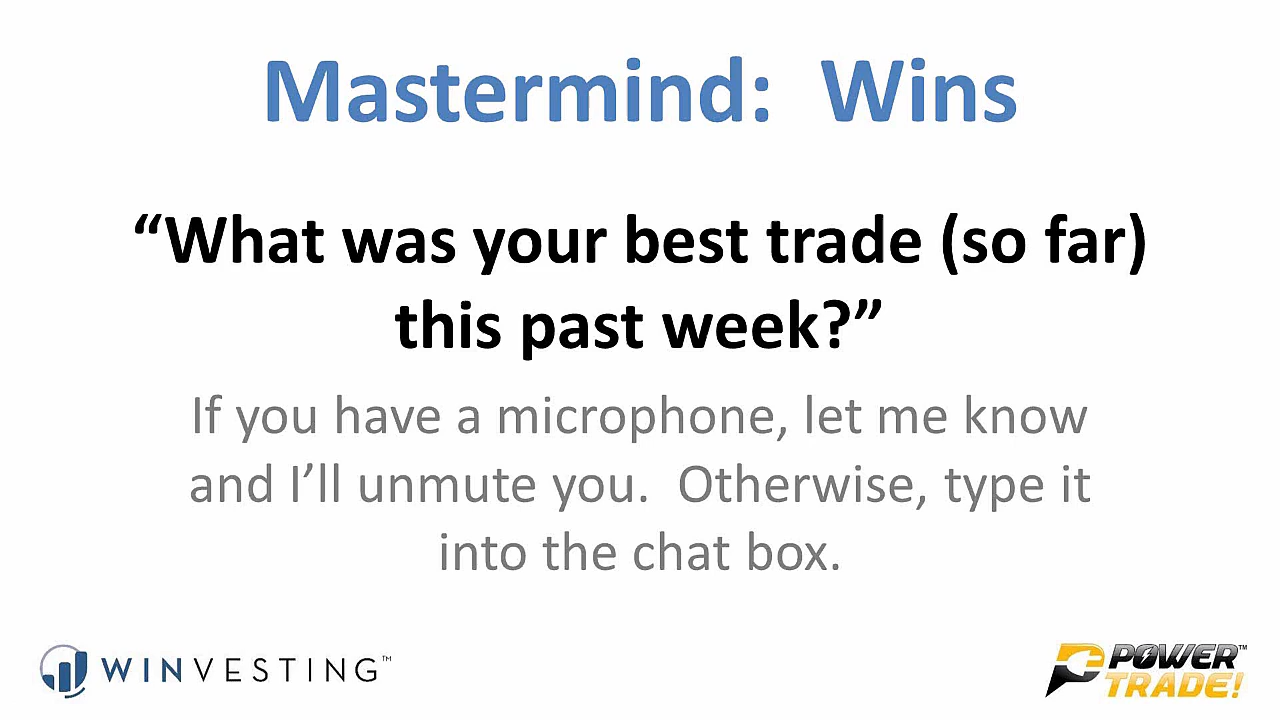 Mastermind:  Wins
“What was your best trade (so far)
this past week?”
If you have a microphone, let me know
and I’ll unmute you.  Otherwise, type it
into the chat box.
WINVESTING™
POWER™
TRADE!